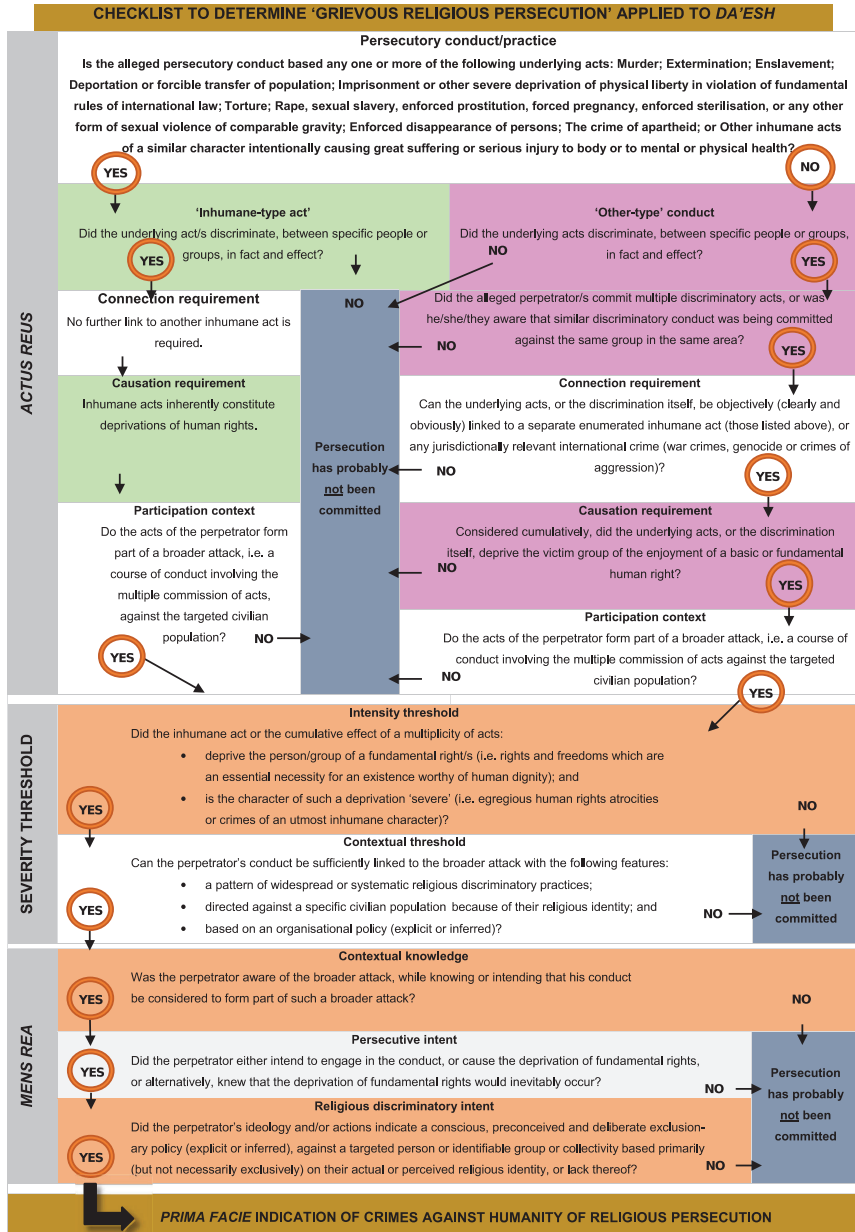 CHECKLIST TO DETERMINE ‘GRIEVOUS RELIGIOUS PERSECUTION’ APPLIED TO DA’ESH
Persecutory conduct/practice
Is the alleged persecutory conduct based any one or more of the following underlying acts: Murder; Extermination; Enslavement;
Deportation or forcible transfer of population; Imprisonment or other severe deprivation of physical liberty in violation of fundamental
rules of international law; Torture; Rape, sexual slavery, enforced prostitution, forced pregnancy, enforced sterilisation, or any other
form of sexual violence of comparable gravity; Enforced disappearance of persons; The crime of apartheid; or Other inhumane acts
of a similar character intentionally causing great suffering or serious injury to body or to mental or physical health?
YES
NO
ACTUS REUS
‘Inhumane-type act’
Did the underlying act/s discriminate, between specific people or
groups, in fact and effect?
YES
NO
Connection requirement
No further link to another inhumane act is
required.
Causation requirement
Inhumane acts inherently constitute
deprivations of human rights.
Participation context
Do the acts of the perpetrator form
part of a broader attack, i.e. a
course of conduct involving the
multiple commission of acts,
against the targeted civilian
population?
NO
YES
Persecution
has probably
not been
committed
‘Other-type’ conduct
Did the underlying acts discriminate, between specific people or groups,
in fact and effect?
NO
YES
Did the alleged perpetrator/s commit multiple discriminatory acts, or was
he/she/they aware that similar discriminatory conduct was being committed
against the same group in the same area?
NO
YES
Connection requirement
Can the underlying acts, or the discrimination itself, be objectively (clearly and
obviously) linked to a separate enumerated inhumane act (those listed above), or
any jurisdictionally relevant international crime (war crimes, genocide or crimes of
aggression)?
NO
YES
Causation requirement
Considered cumulatively, did the underlying acts, or the discrimination
itself, deprive the victim group of the enjoyment of a basic or fundamental
human right?
NO
YES
Participation context
Do the acts of the perpetrator form part of a broader attack, i.e. a course of
conduct involving the multiple commission of acts against the targeted
civilian population?
NO
YES
SEVERITY THRESHOLD
Intensity threshold
Did the inhumane act or the cumulative effect of a multiplicity of acts:
• deprive the person/group of a fundamental right/s (i.e. rights and freedoms which are
an essential necessity for an existence worthy of human dignity); and
• is the character of such a deprivation ‘severe’ (i.e. egregious human rights atrocities
or crimes of an utmost inhumane character)?
YES
NO
Contextual threshold
Can the perpetrator’s conduct be sufficiently linked to the broader attack with the following features:
• a pattern of widespread or systematic religious discriminatory practices;
• directed against a specific civilian population because of their religious identity; and
• based on an organisational policy (explicit or inferred)?
YES
NO
Persecution
has probably
not been
committed
MENS REA
Contextual knowledge
Was the perpetrator aware of the broader attack, while knowing or intending that his conduct
be considered to form part of such a broader attack?
YES
NO
Persecutive intent
Did the perpetrator either intend to engage in the conduct, or cause the deprivation of fundamental rights,
or alternatively, knew that the deprivation of fundamental rights would inevitably occur?
YES
NO
Religious discriminatory intent
Did the perpetrator’s ideology and/or actions indicate a conscious, preconceived and deliberate exclusion-
ary policy (explicit or inferred), against a targeted person or identifiable group or collectivity based primarily
(but not necessarily exclusively) on their actual or perceived religious identity, or lack thereof?
YES
NO
Persecution
has probably
not been
committed
PRIMA FACIE INDICATION OF CRIMES AGAINST HUMANITY OF RELIGIOUS PERSECUTION